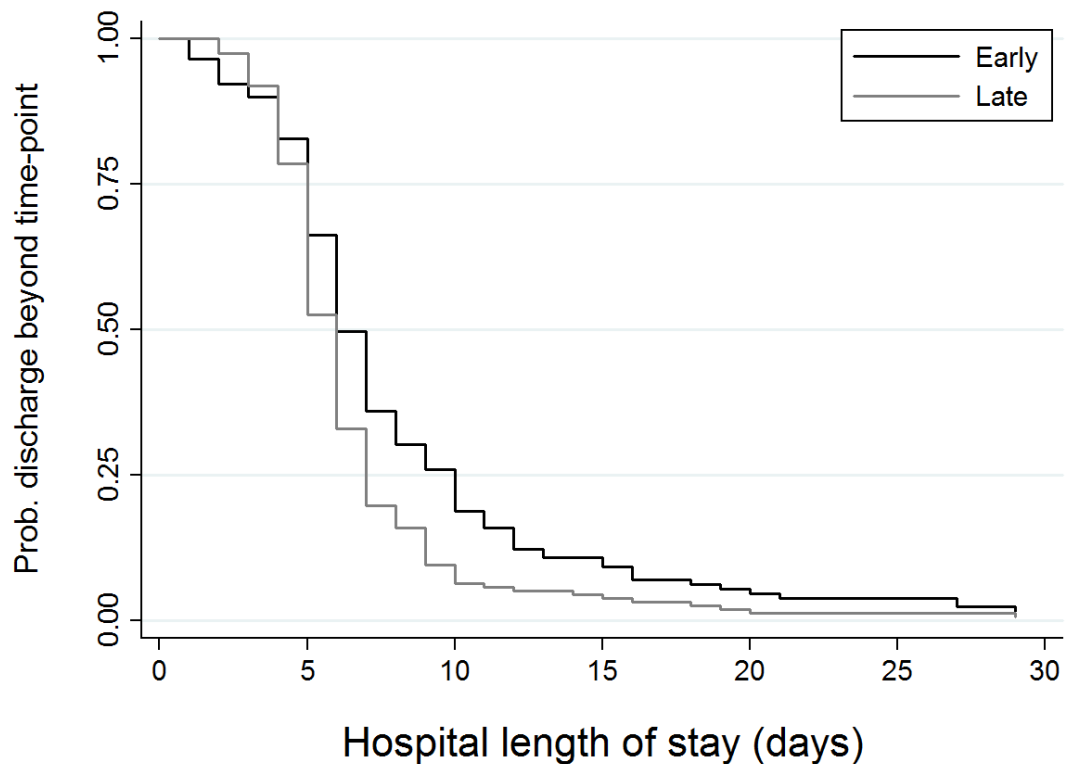 Early
Late
Prob. discharge beyond time-point
1.00
0.75
0.50
0.25
0.00
0 5 10 15 20 25 30
Hospital length of stay (days)